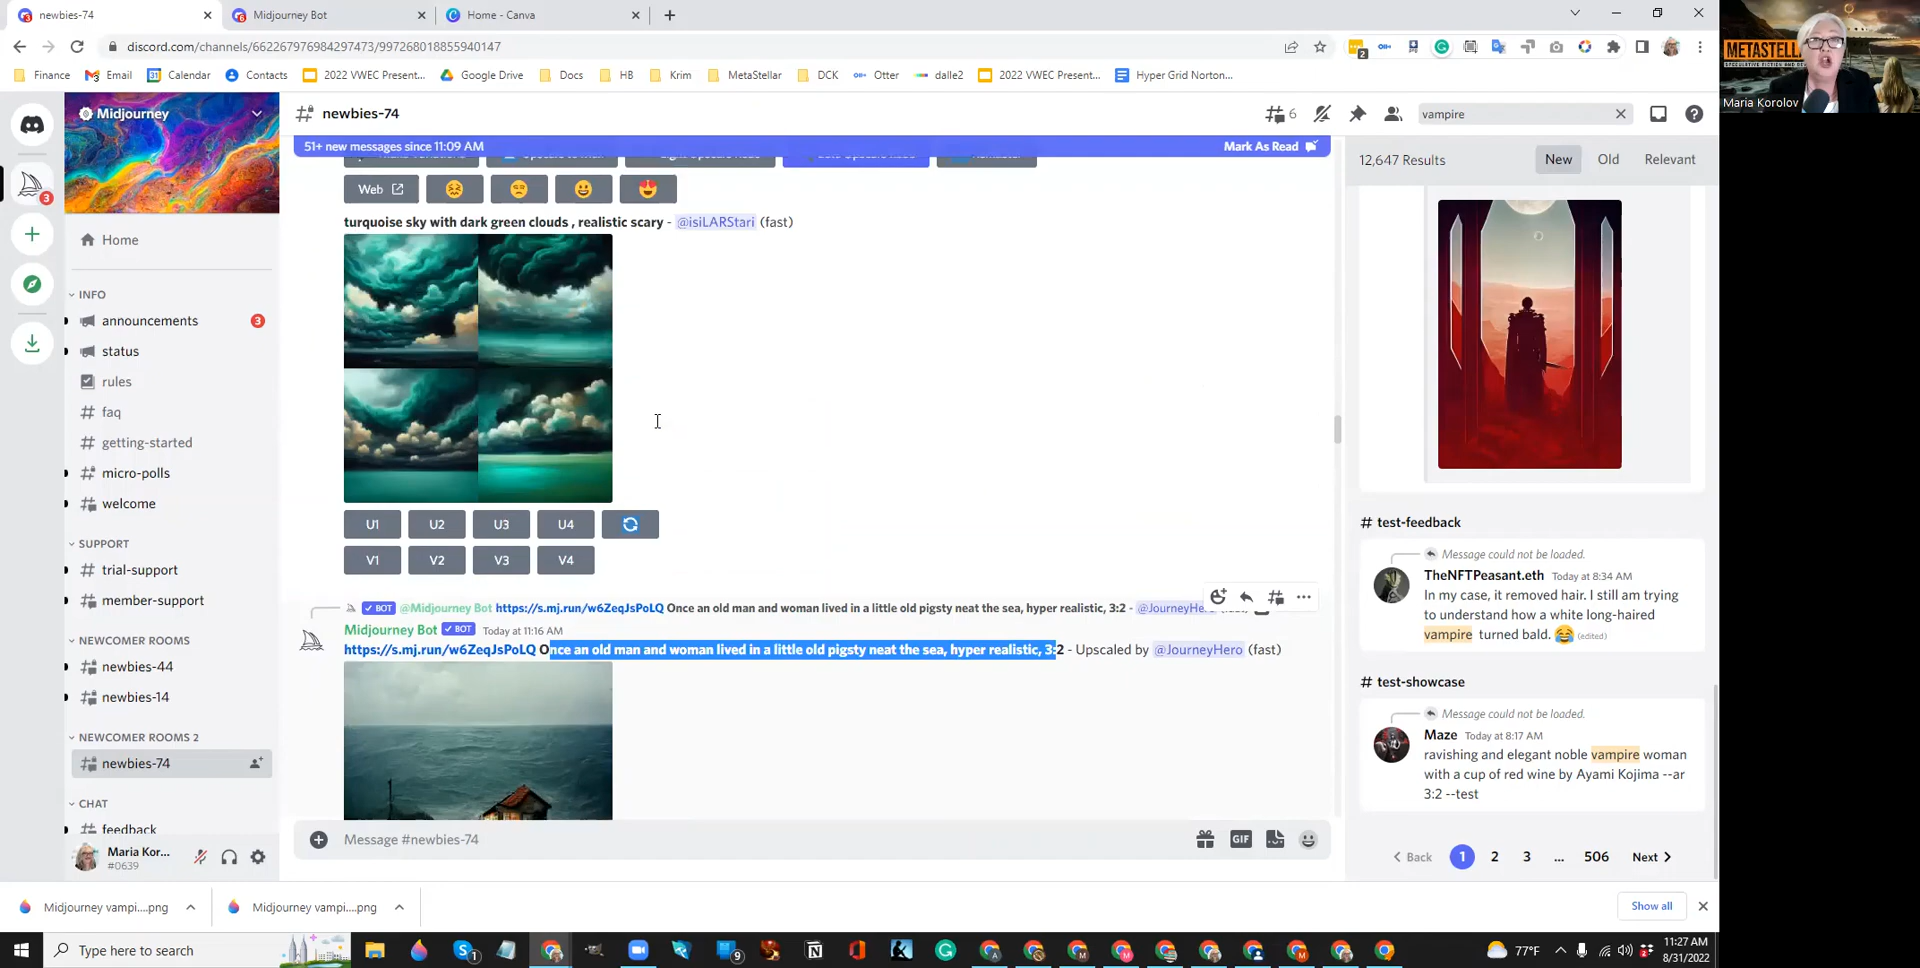 newbies-74
Midjourney Bot
Home - Canva
discord.com/channels/662267976984297473/997268018855940147
Finance
Email
Calendar
Contacts
2022 VWEC Present...
Google Drive
Docs
HB
Krim
MetaStellar
DCK
Otter
dalle2
2022 VWEC Present...
Hyper Grid Norton...
METASTELL
SPECULATIVE FICTION AND BE
Maria Korolov
Midjourney
newbies-74
6
vampire
51+ new messages since 11:09 AM
Mark As Read
12,647 Results
New
Old
Relevant
Web
turquoise sky with dark green clouds , realistic scary - @isiLARStari (fast)
U1
U2
U3
U4
V1
V2
V3
V4
BOT @Midjourney Bot https://s.mj.run/w6ZeqJsPoLQ Once an old man and woman lived in a little old pigsty neat the sea, hyper realistic, 3:2 - @JourneyHer
Midjourney Bot BOT Today at 11:16 AM
https://s.mj.run/w6ZeqJsPoLQ Once an old man and woman lived in a little old pigsty neat the sea, hyper realistic, 3:2 - Upscaled by @JourneyHero (fast)
Message #newbies-74
GIF
Home
INFO
announcements
3
status
rules
faq
getting-started
micro-polls
welcome
SUPPORT
trial-support
member-support
NEWCOMER ROOMS
newbies-44
newbies-14
NEWCOMER ROOMS 2
newbies-74
CHAT
feedback
Maria Kor...
#0639
# test-feedback
Message could not be loaded.
TheNFTPeasant.eth Today at 8:34 AM
In my case, it removed hair. I still am trying
to understand how a white long-haired
vampire turned bald. (edited)
# test-showcase
Message could not be loaded.
Maze Today at 8:17 AM
ravishing and elegant noble vampire woman
with a cup of red wine by Ayami Kojima --ar
3:2 --test
Back
1
2
3
...
506
Next
Midjourney vampi....png
Midjourney vampi....png
Show all
Type here to search
77°F
11:27 AM
8/31/2022